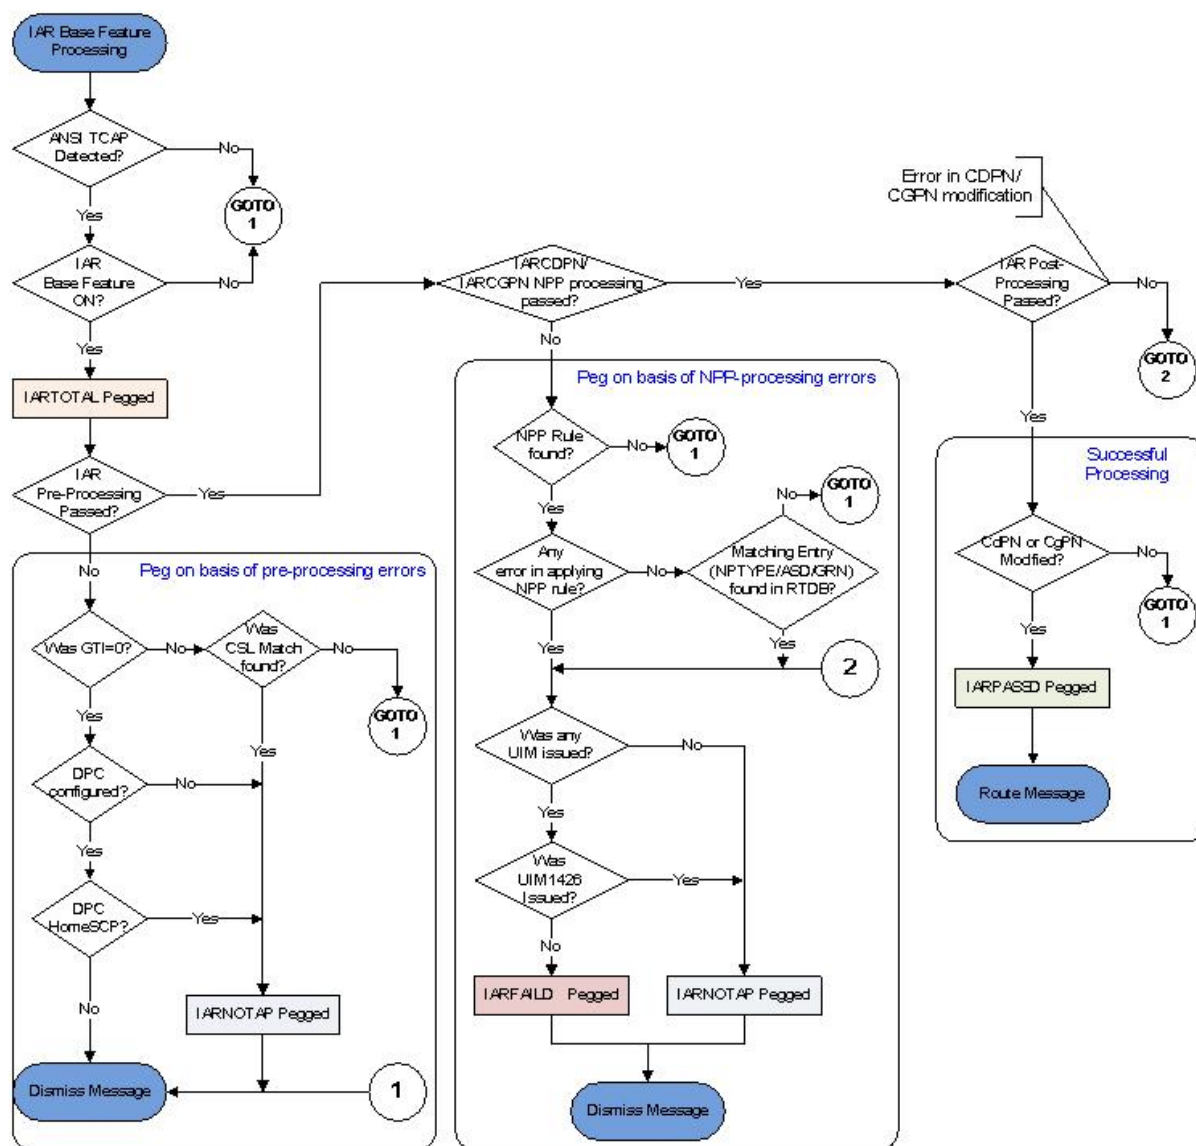 IAR Base Feature
Processing
ANSI TCAP
Detected?
No
GOTO
1
Yes
IAR
Base Feature
ON?
No
Yes
IARTOTAL Pegged
IAR
Pre-Processing
Passed?
Yes
No
IARCDPN/
IARCGPN NPP processing
passed?
Yes
No
Error in CDPN/
CGPN modification
IAR Post-
Processing
Passed?
No
GOTO
2
Yes
Peg on basis of pre-processing errors
Was GTI=0?
No
Was
CSL Match
found?
No
GOTO
1
Yes
Yes
DPC
configured?
No
Yes
DPC
HomeSCP?
Yes
No
IARNOTAP Pegged
Dismiss Message
1
Peg on basis of NPP-processing errors
NPP Rule
found?
No
GOTO
1
Yes
No
GOTO
1
Any
error in applying
NPP rule?
No
Matching Entry
(NPTYPE/ASD/GRN)
found in RTDB?
Yes
Yes
2
Was any
UIM issued?
No
Yes
Was
UIM1426
Issued?
Yes
No
IARFAILD Pegged
IARNOTAP Pegged
Dismiss Message
Successful
Processing
CdPN or CgPN
Modfied?
No
GOTO
1
Yes
IARPASSD Pegged
Route Message